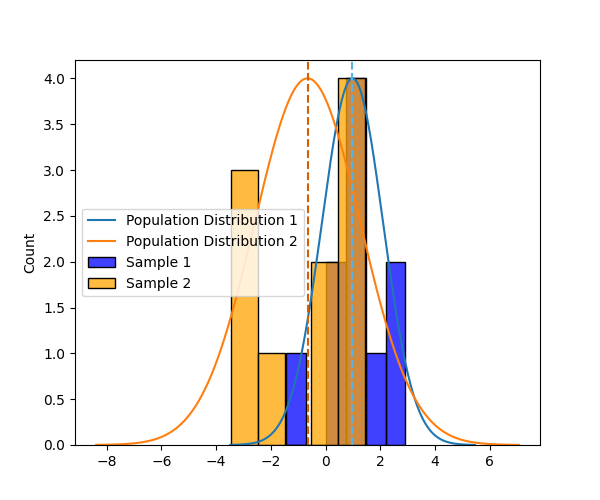 4.0
3.5
3.0
2.5
2.0
1.5
1.0
0.5
0.0
Count
Population Distribution 1
Population Distribution 2
Sample 1
Sample 2
−8 −6 −4 −2 0 2 4 6